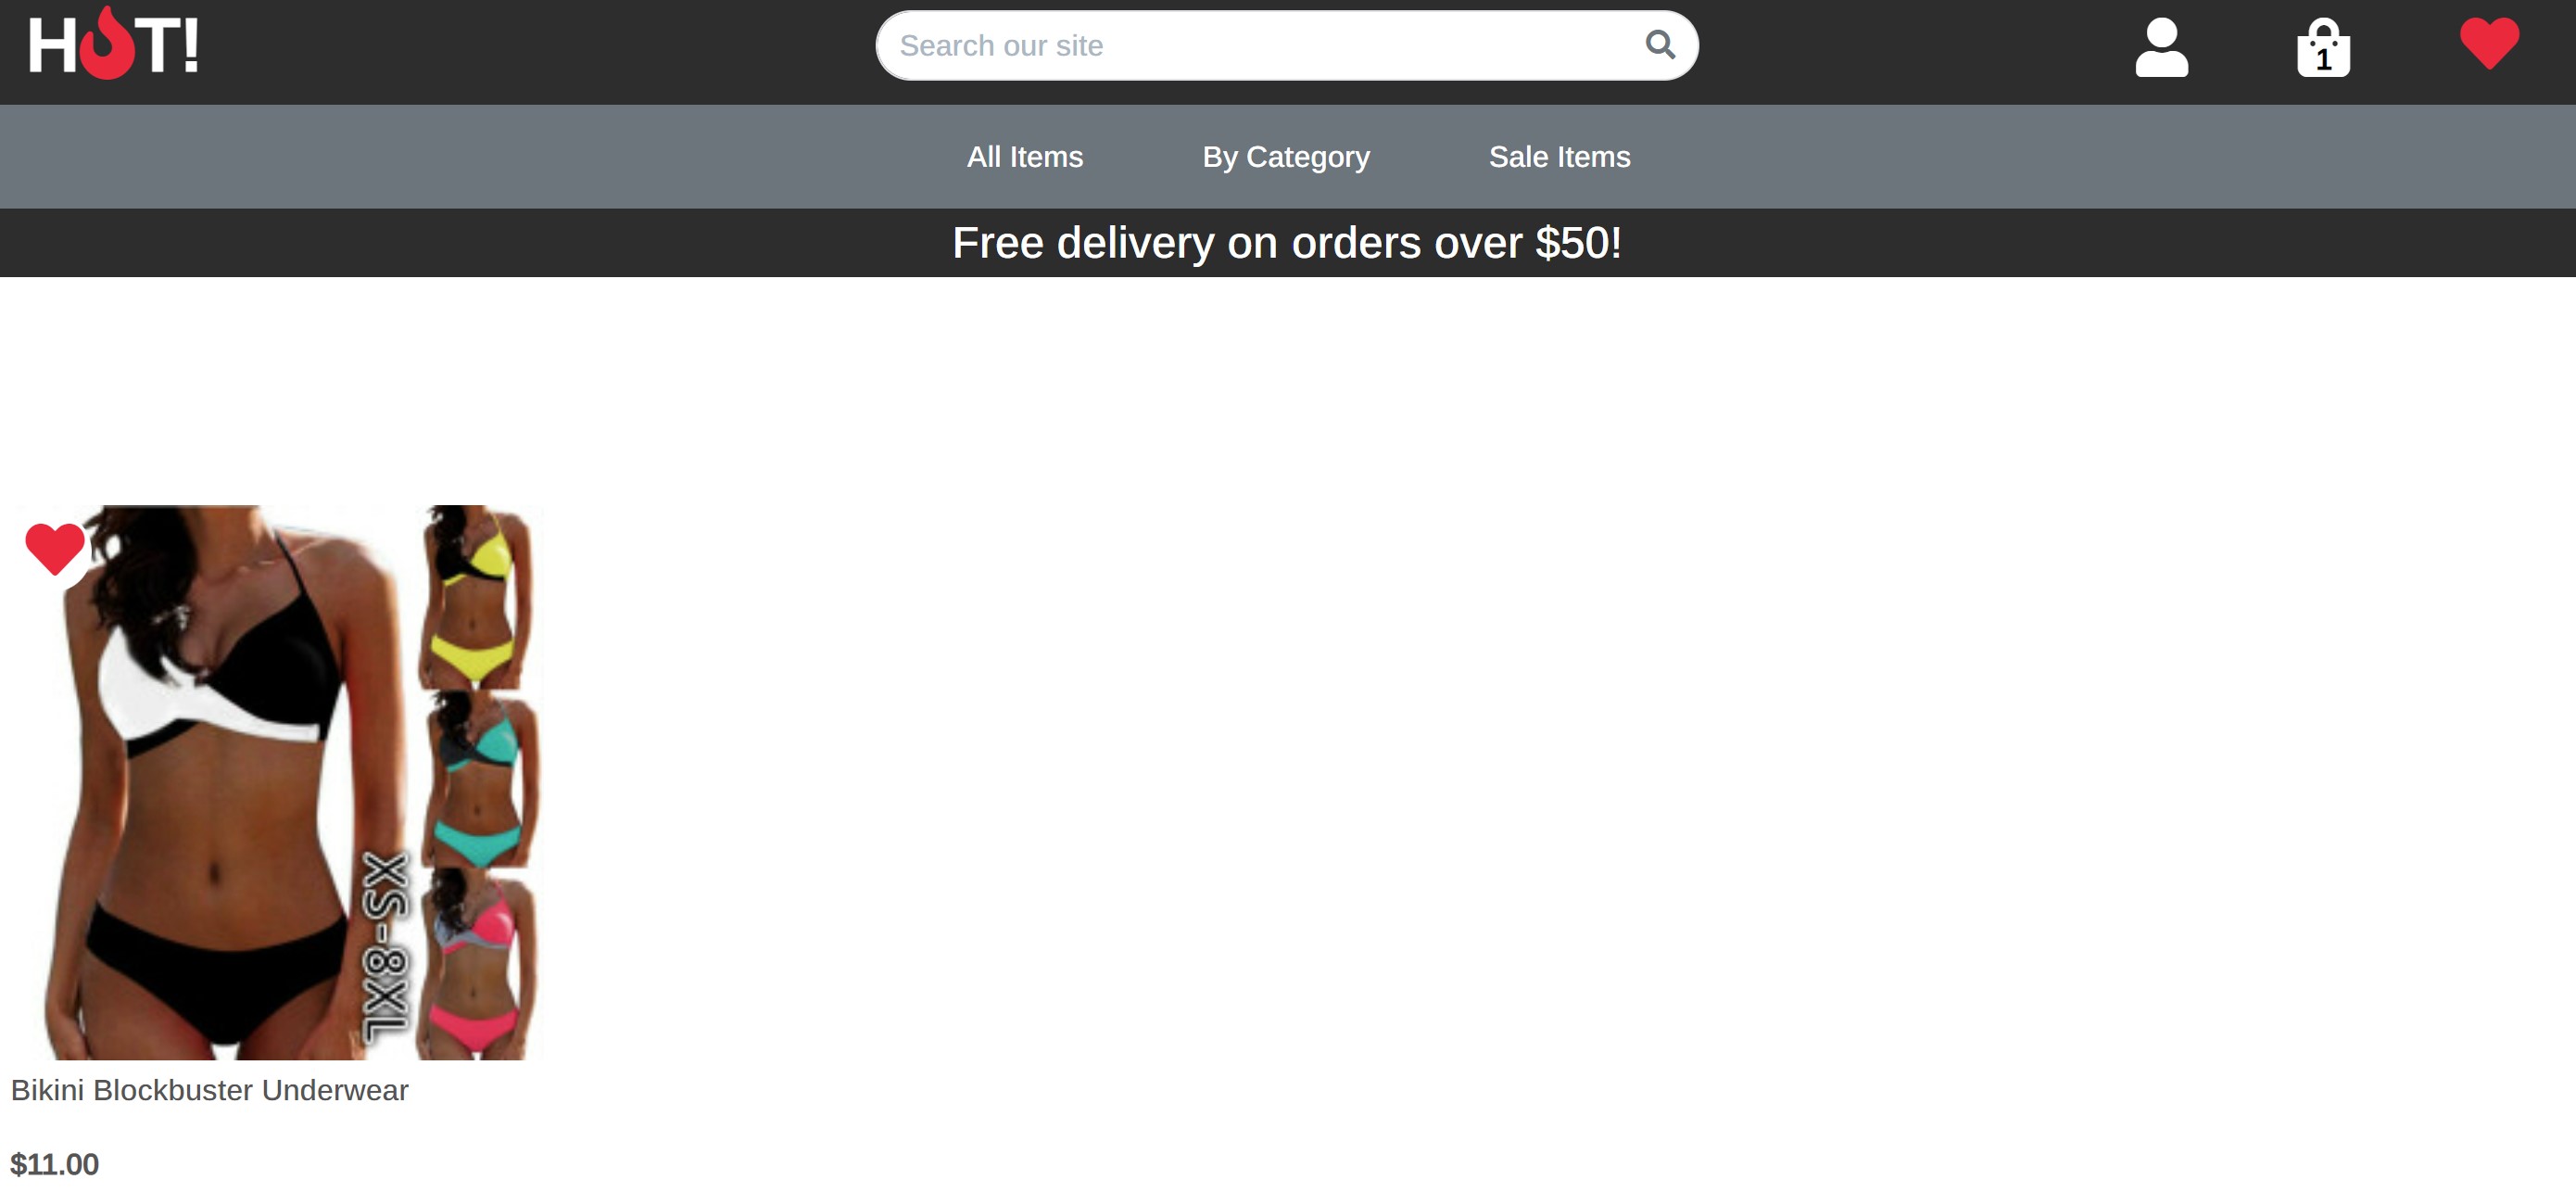 HOT!
Search our site
1
All Items
By Category
Sale Items
Free delivery on orders over $50!
XS-8XL
Bikini Blockbuster Underwear
$11.00